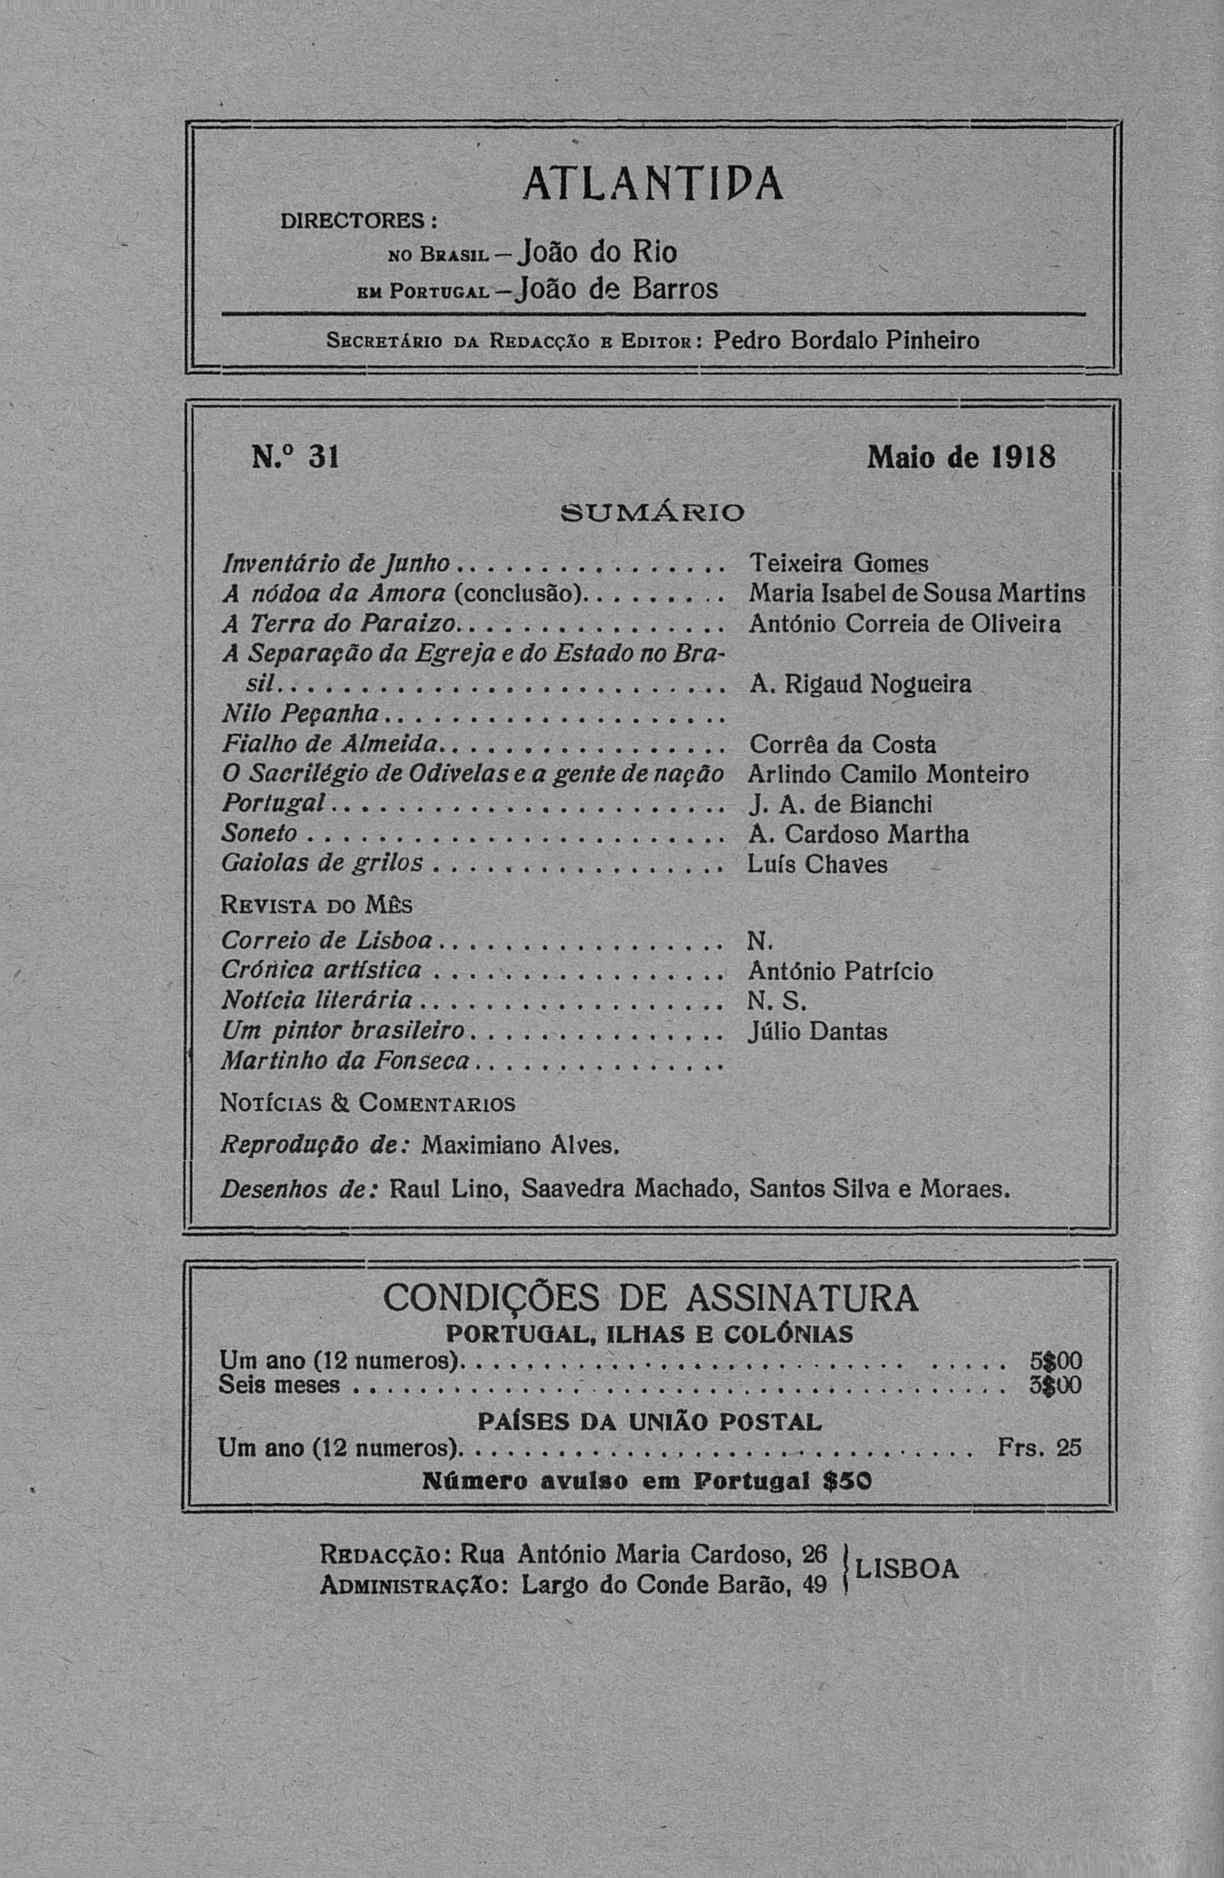 ATLANTIDA
DIRECTORES:
NO BRASIL — João do Rio
EM PORTUGAL — João de Barros
SECRETÁRIO DA REDACÇÃO E EDITOR: Pedro Bordalo Pinheiro
N.º 31 Maio de 1918
SUMÁRIO
Inventário de Junho ................ Teixeira Gomes
A nódoa da Amora (conclusão).......... Maria Isabel de Sousa Martins
A Terra do Paraizo................ António Correia de Oliveira
A Separação da Egreja e do Estado no Bra-
sil.......................... A. Rigaud Nogueira
Nilo Peçanha....................
Fialho de Almeida................. Corrêa da Costa
O Sacrilégio de Odivelas e a gente de nação Arlindo Camilo Monteiro
Portugal....................... J. A. de Bianchi
Soneto ........................ A. Cardoso Martha
Gaiolas de grilos ................. Luís Chaves
REVISTA DO MÊS
Correio de Lisboa................. N.
Crónica artística ................. António Patrício
Notícia literária .................. N. S.
Um pintor brasileiro............... Júlio Dantas
Martinho da Fonseca...............
NOTÍCIAS & COMENTARIOS
Reprodução de: Maximiano Alves.
Desenhos de: Raul Lino, Saavedra Machado, Santos Silva e Moraes.
CONDIÇÕES DE ASSINATURA
PORTUGAL, ILHAS E COLÓNIAS
Um ano (12 numeros)................................ 5$00
Seis meses ...................................... 3$00
PAÍSES DA UNIÃO POSTAL
Um ano (12 numeros).............................. Frs. 25
Número avulso em Portugal $50
REDACÇÃO: Rua António Maria Cardoso, 26
ADMINISTRAÇÃO: Largo do Conde Barão, 49
LISBOA